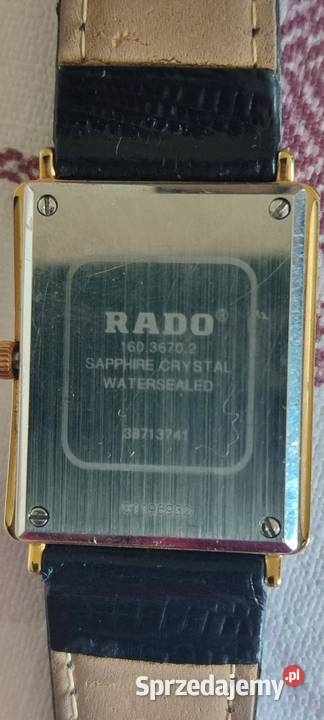 RADO®
160.3670.2
SAPPHIRE CRYSTAL
WATERSEALED
38713741
Sprzedajemy.pl